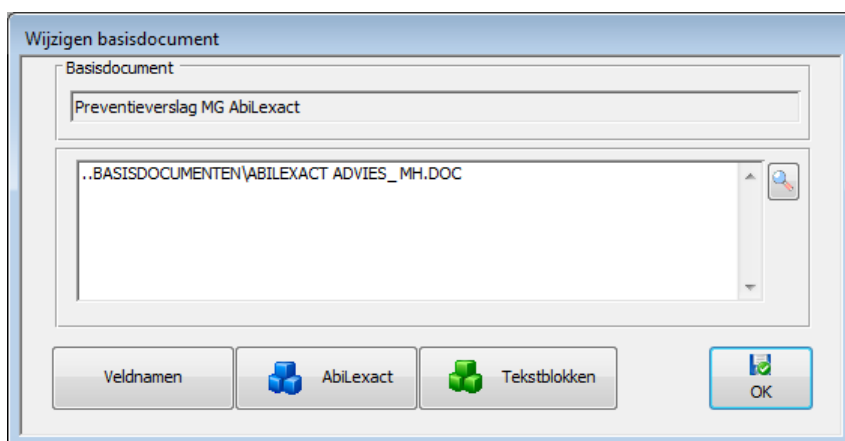 Wijzigen basisdocument
Basisdocument
Preventieverslag MG AbiLexact
..BASISDOCUMENTEN\ABILEXACT ADVIES_ MH.DOC
Veldnamen
AbiLexact
Tekstblokken
OK